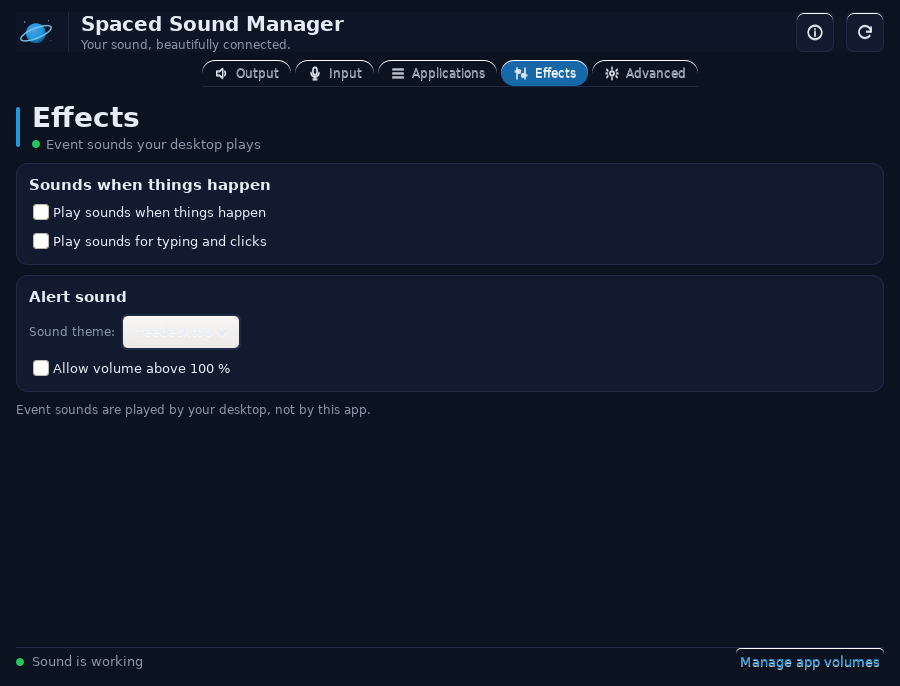 Spaced Sound Manager
Your sound, beautifully connected.
Output
Input
Applications
Effects
Advanced
Effects
Event sounds your desktop plays
Sounds when things happen
Play sounds when things happen
Play sounds for typing and clicks
Alert sound
Sound theme:
Allow volume above 100 %
Event sounds are played by your desktop, not by this app.
Sound is working
Manage app volumes